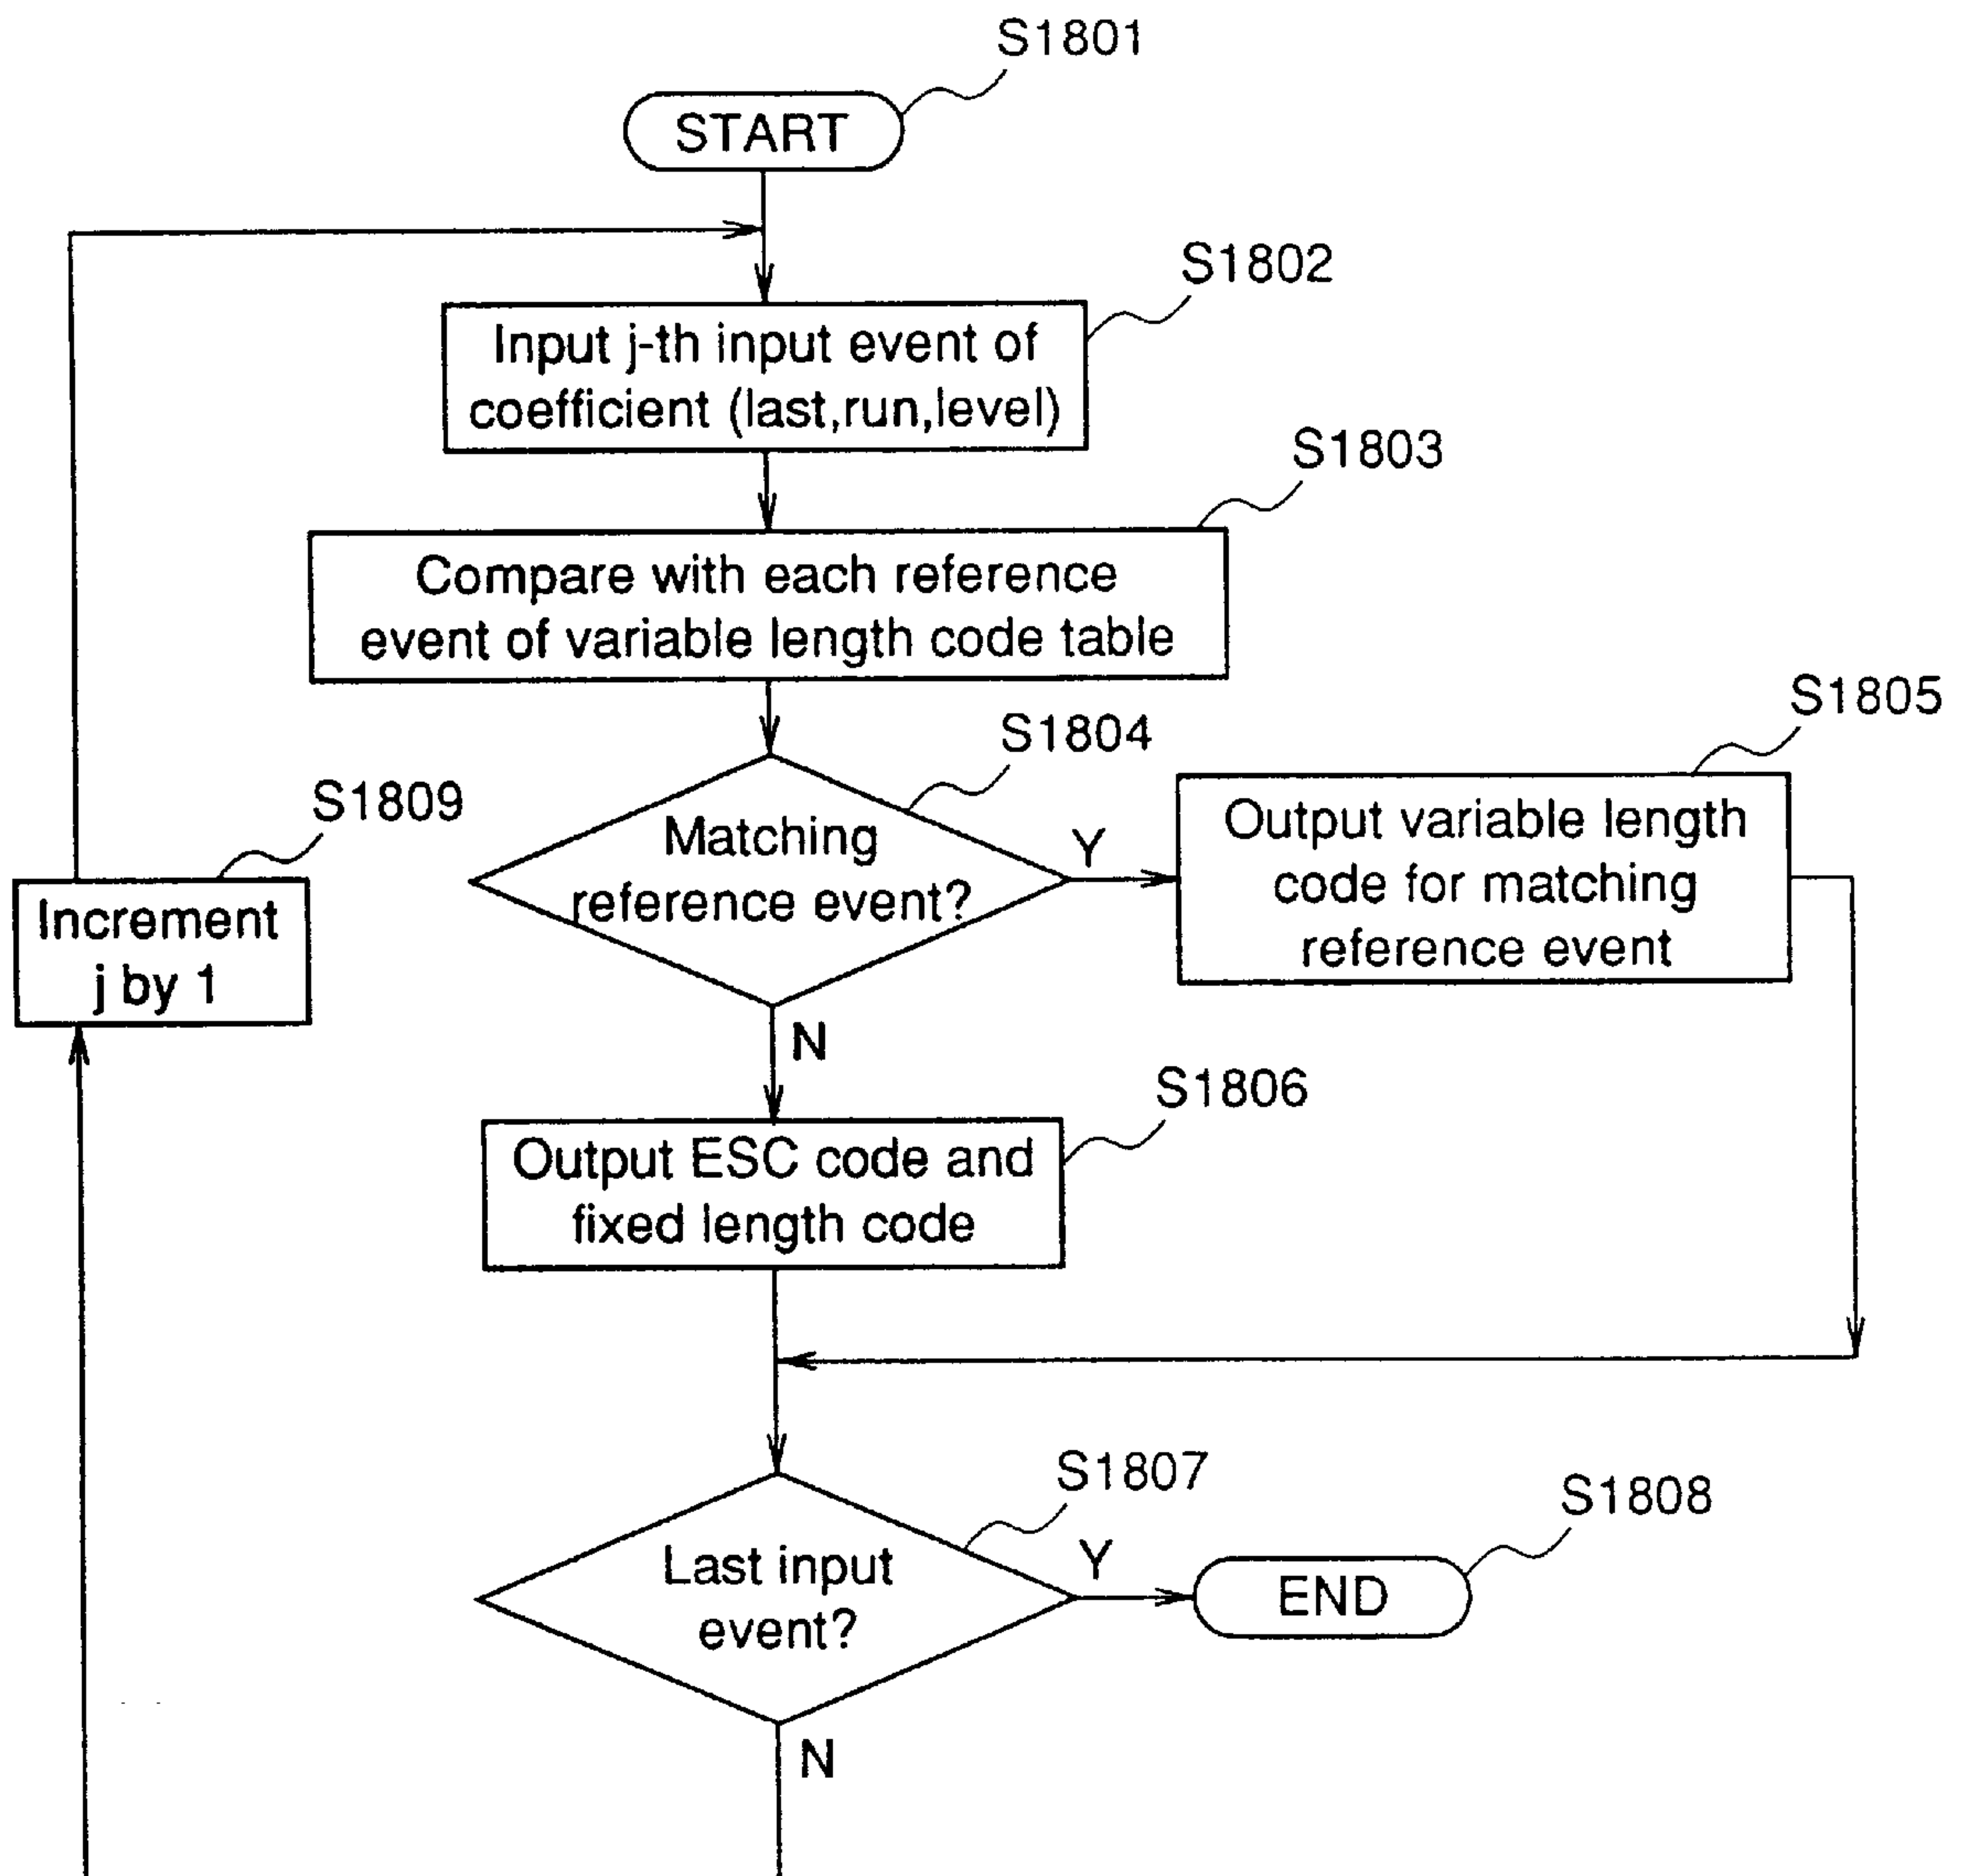 S1801
START
S1802
Input j-th input event of
coefficient (last,run,level)
S1803
Compare with each reference
event of variable length code table
S1804
Matching
reference event?
Y
S1805
Output variable length
code for matching
reference event
S1809
Increment
j by 1
N
S1806
Output ESC code and
fixed length code
S1807
Last input
event?
Y
S1808
END
N